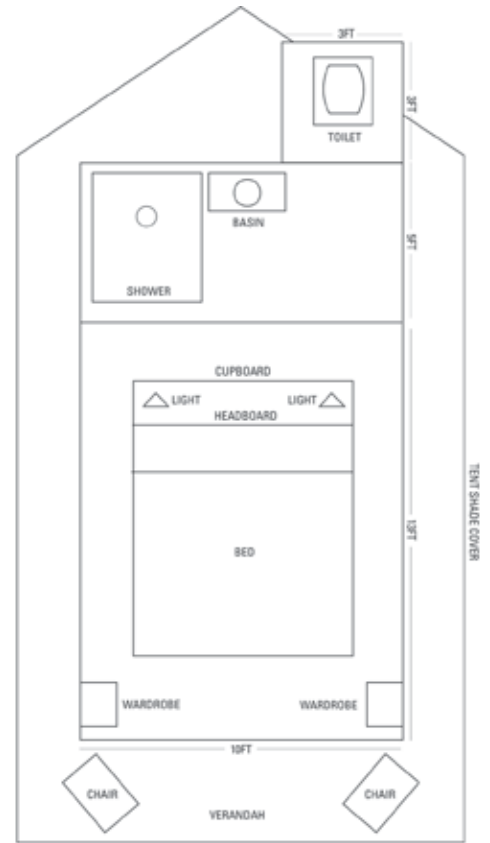 3FT
3FT
TOILET
BASIN
5FT
SHOWER
CUPBOARD
LIGHT LIGHT
HEADBOARD
TENT SHADE COVER
13FT
BED
WARDROBE WARDROBE
10FT
CHAIR CHAIR
VERANDAH